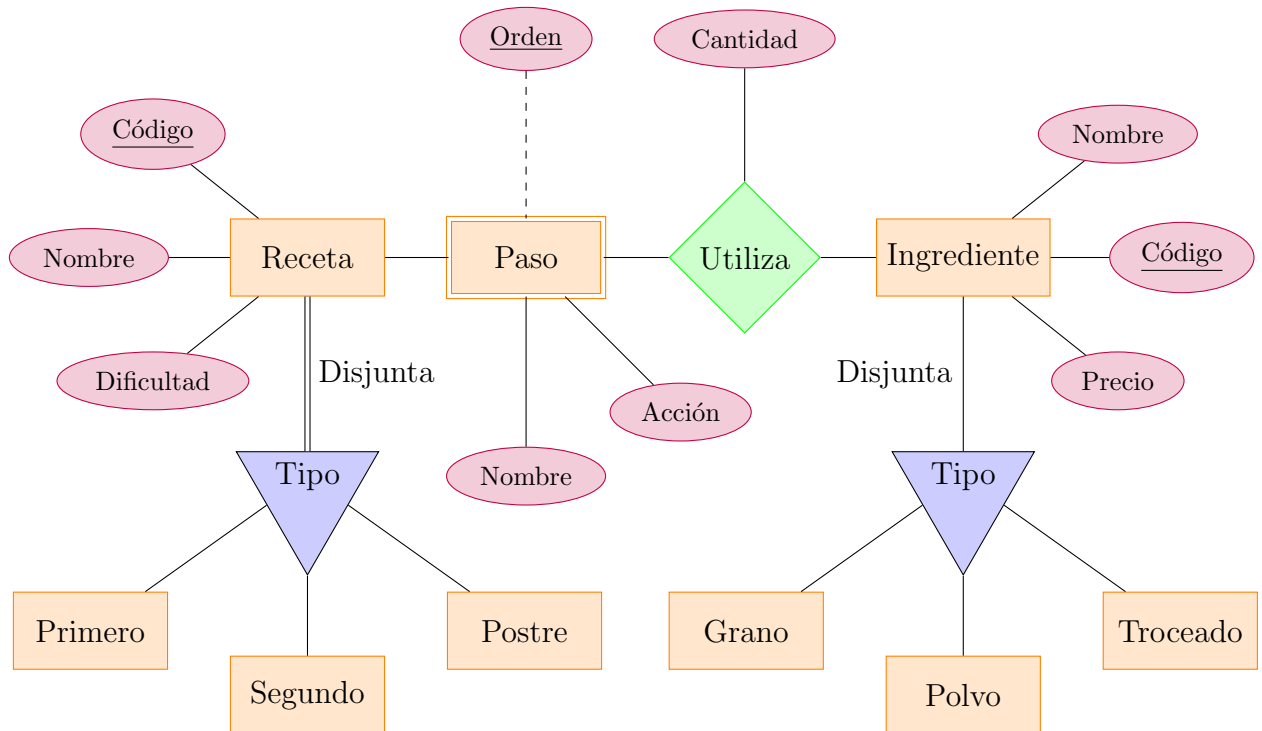 Orden
Cantidad
Código
Nombre
Nombre
Receta
Paso
Utiliza
Ingrediente
Código
Dificultad
Disjunta
Disjunta
Precio
Acción
Tipo
Nombre
Tipo
Primero
Postre
Grano
Troceado
Segundo
Polvo